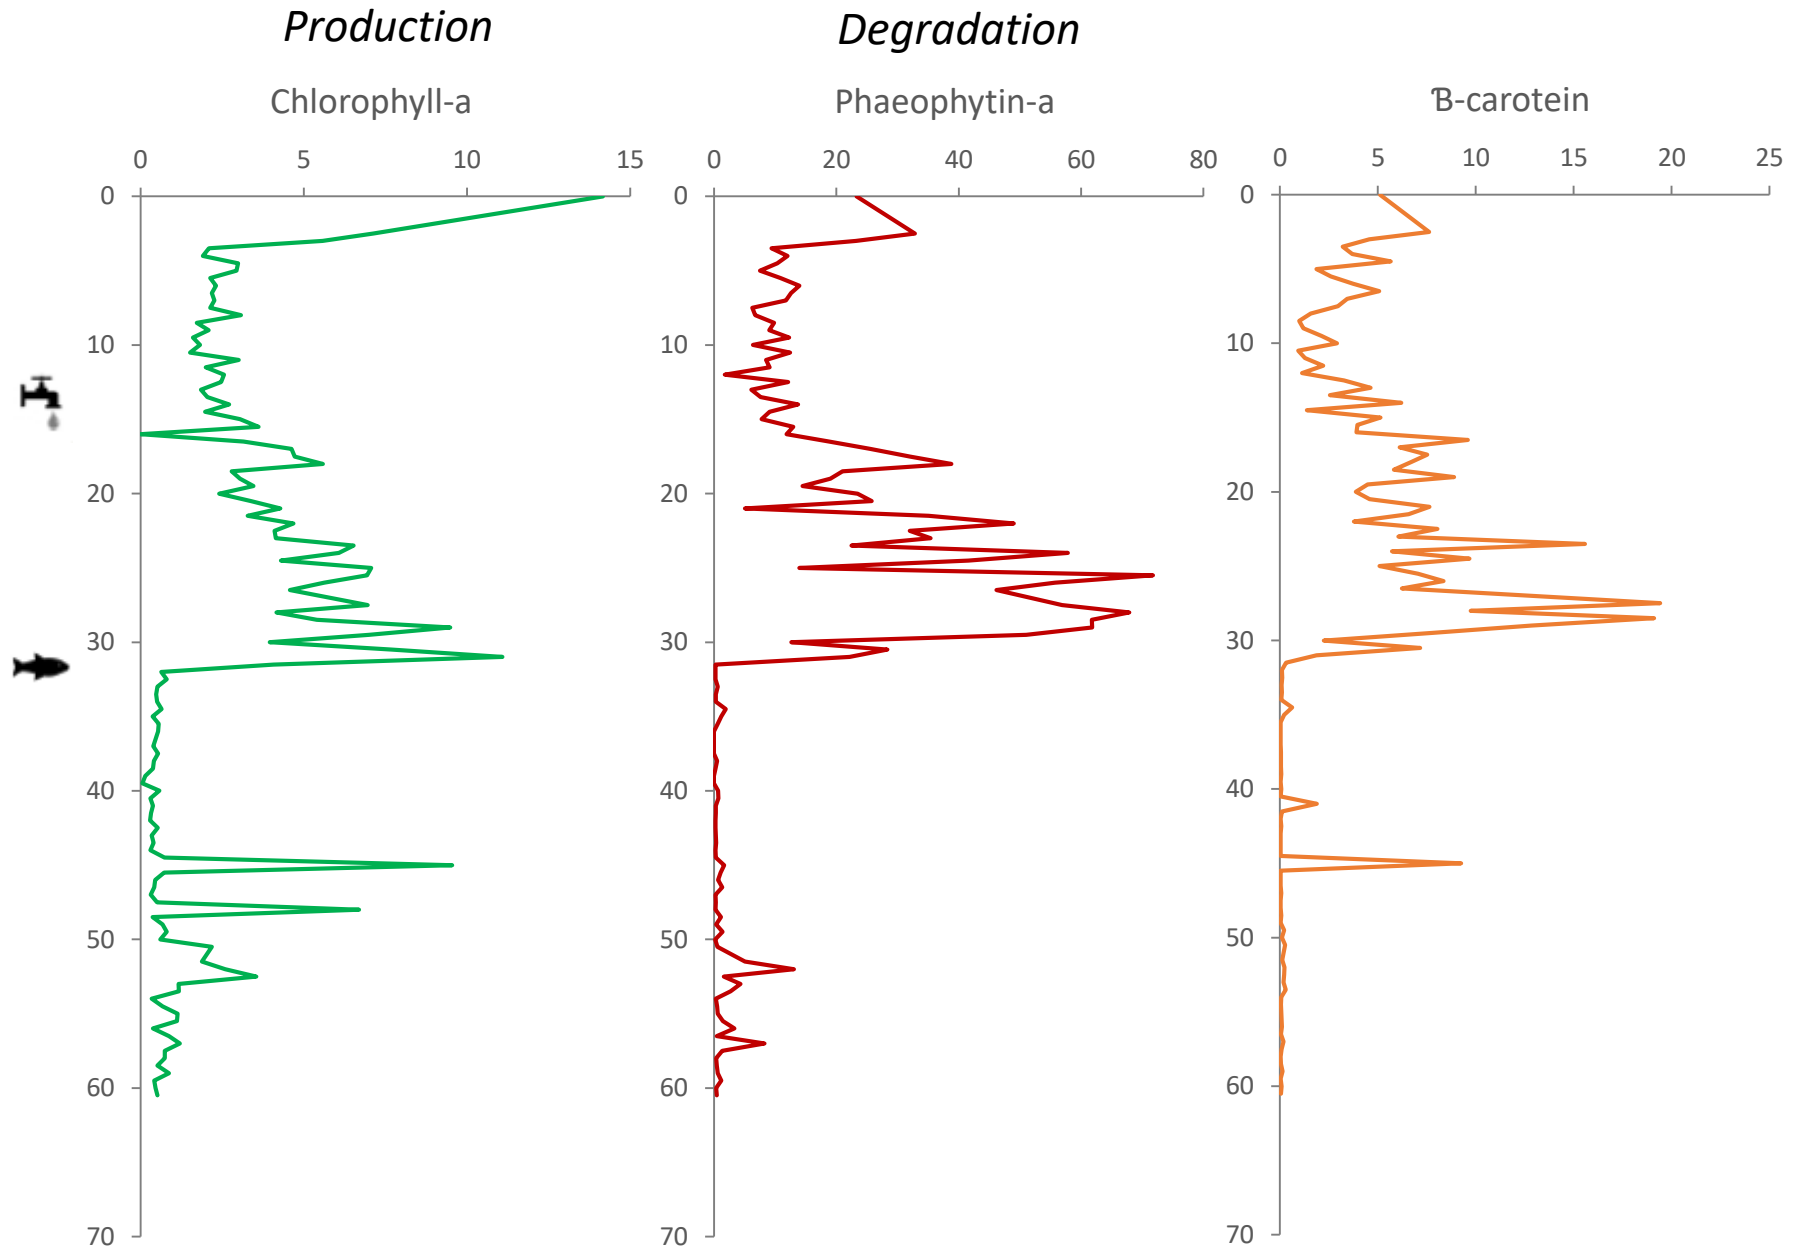 Production Degradation
Chlorophyll-a Phaeophytin-a Ɓ-carotein
0 5 10 15 0 20 40 60 80 0 5 10 15 20 25
0 0 0
10 10 10
20 20 20
30 30 30
40 40 40
50 50 50
60 60 60
70 70 70